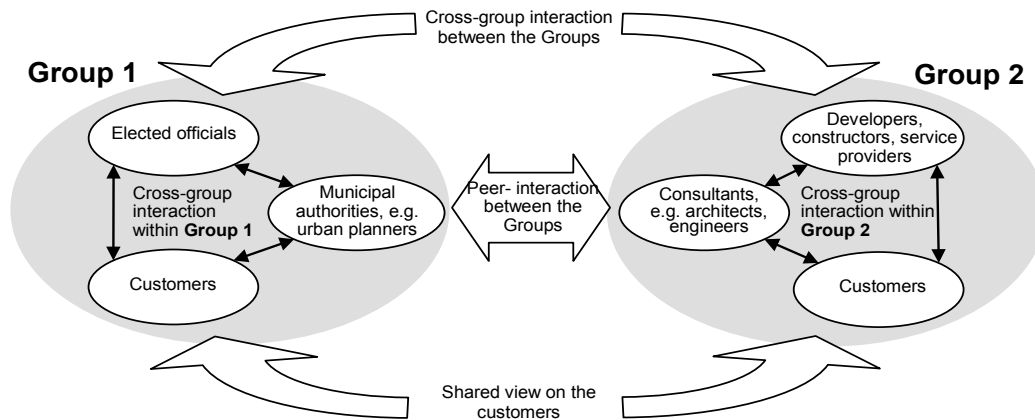 Cross-group interaction
between the Groups
Group 1
Group 2
Elected officials
Cross-group
interaction
within Group 1
Municipal
authorities, e.g.
urban planners
Customers
Peer- interaction
between the
Groups
Developers,
constructors, service
providers
Consultants,
e.g. architects,
engineers
Cross-group
interaction within
Group 2
Customers
Shared view on the
customers